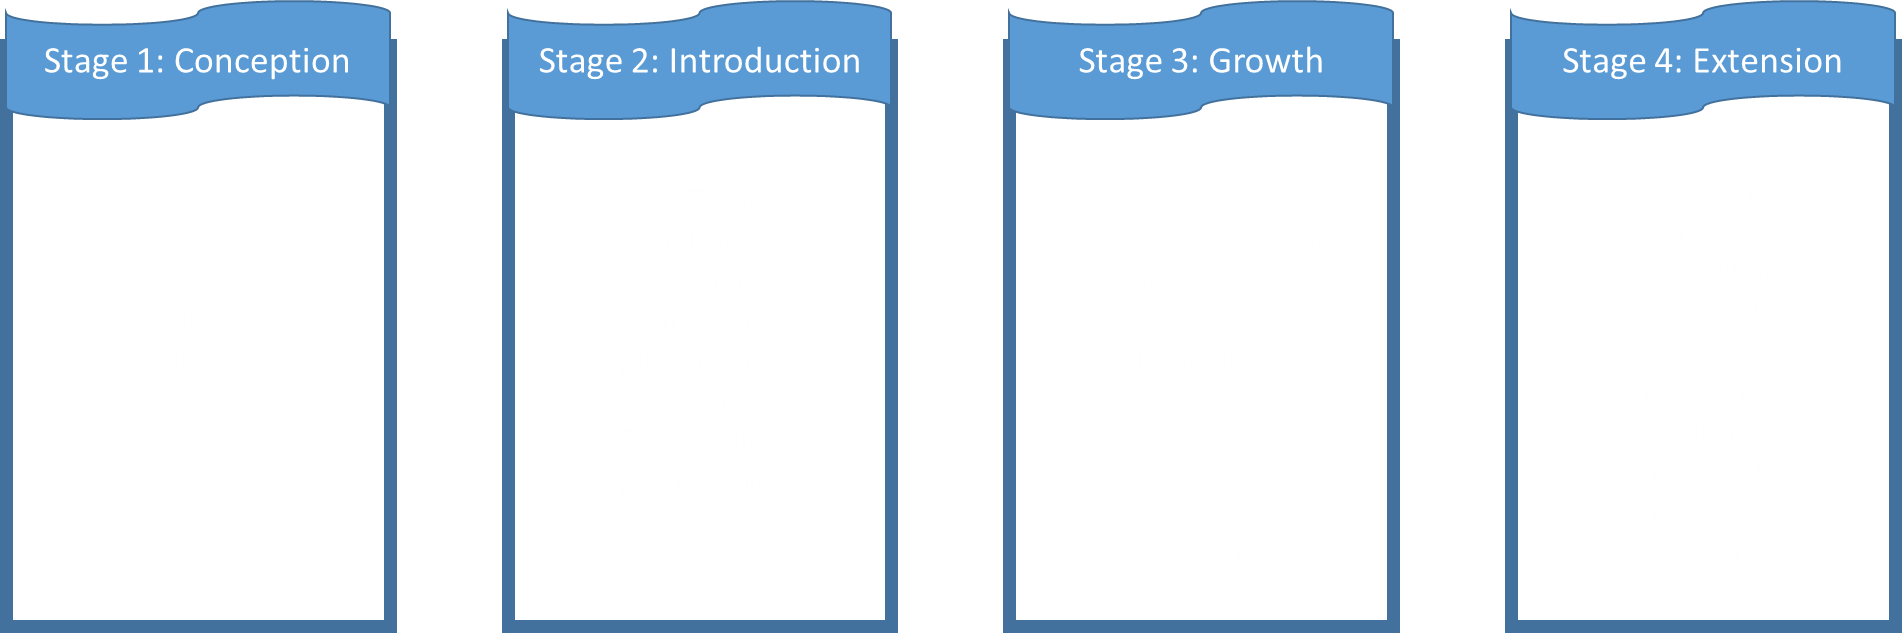 Stage 1: Conception
Stage 2: Introduction
Stage 3: Growth
Stage 4: Extension